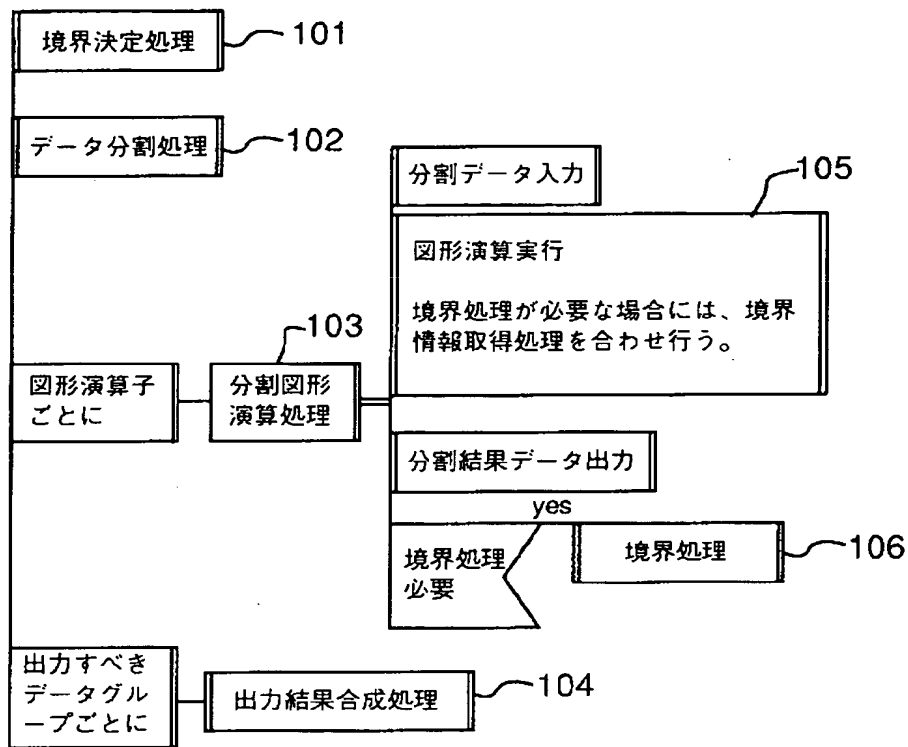 境界決定処理
101
データ分割処理
102
分割データ入力
105
図形演算実行
境界処理が必要な場合には、境界
情報取得処理を合わせ行う。
103
図形演算子
ごとに
分割図形
演算処理
分割結果データ出力
yes
境界処理
必要
境界処理
106
出力すべき
データグル
ープごとに
出力結果合成処理
104